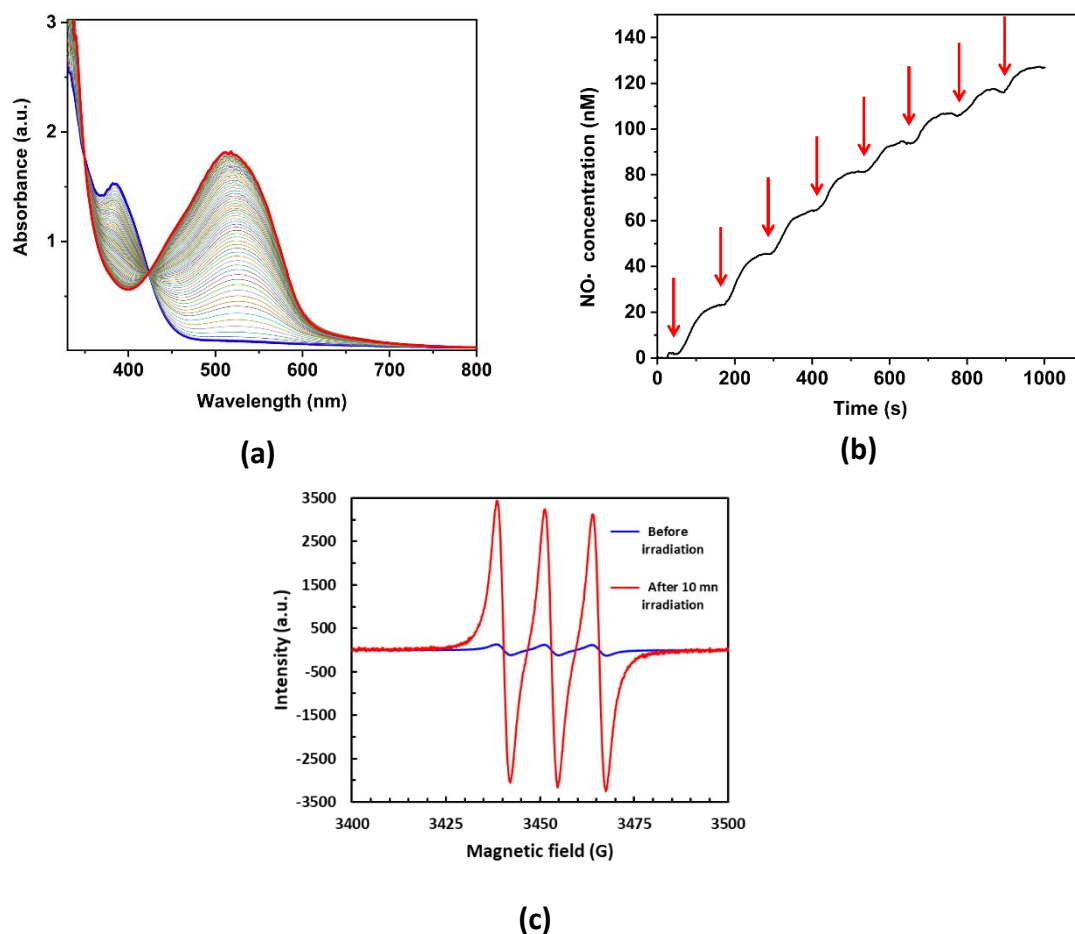 3
2
1
Absorbance (a.u.)
400
500
600
700
800
Wavelength (nm)
(a)
140
120
100
80
60
40
20
0
NO· concentration (nM)
0
200
400
600
800
1000
Time (s)
(b)
3500
2500
1500
500
-500
-1500
-2500
-3500
Intensity (a.u.)
Before
irradiation
After 10 mn
irradiation
3400
3425
3450
3475
3500
Magnetic field (G)
(c)